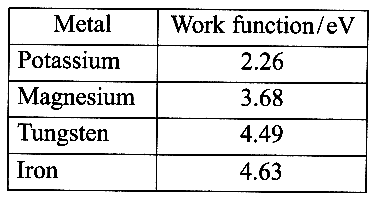 Metal Work function/eV
Potassium 2.26
Magnesium 3.68
Tungsten 4.49
Iron 4.63